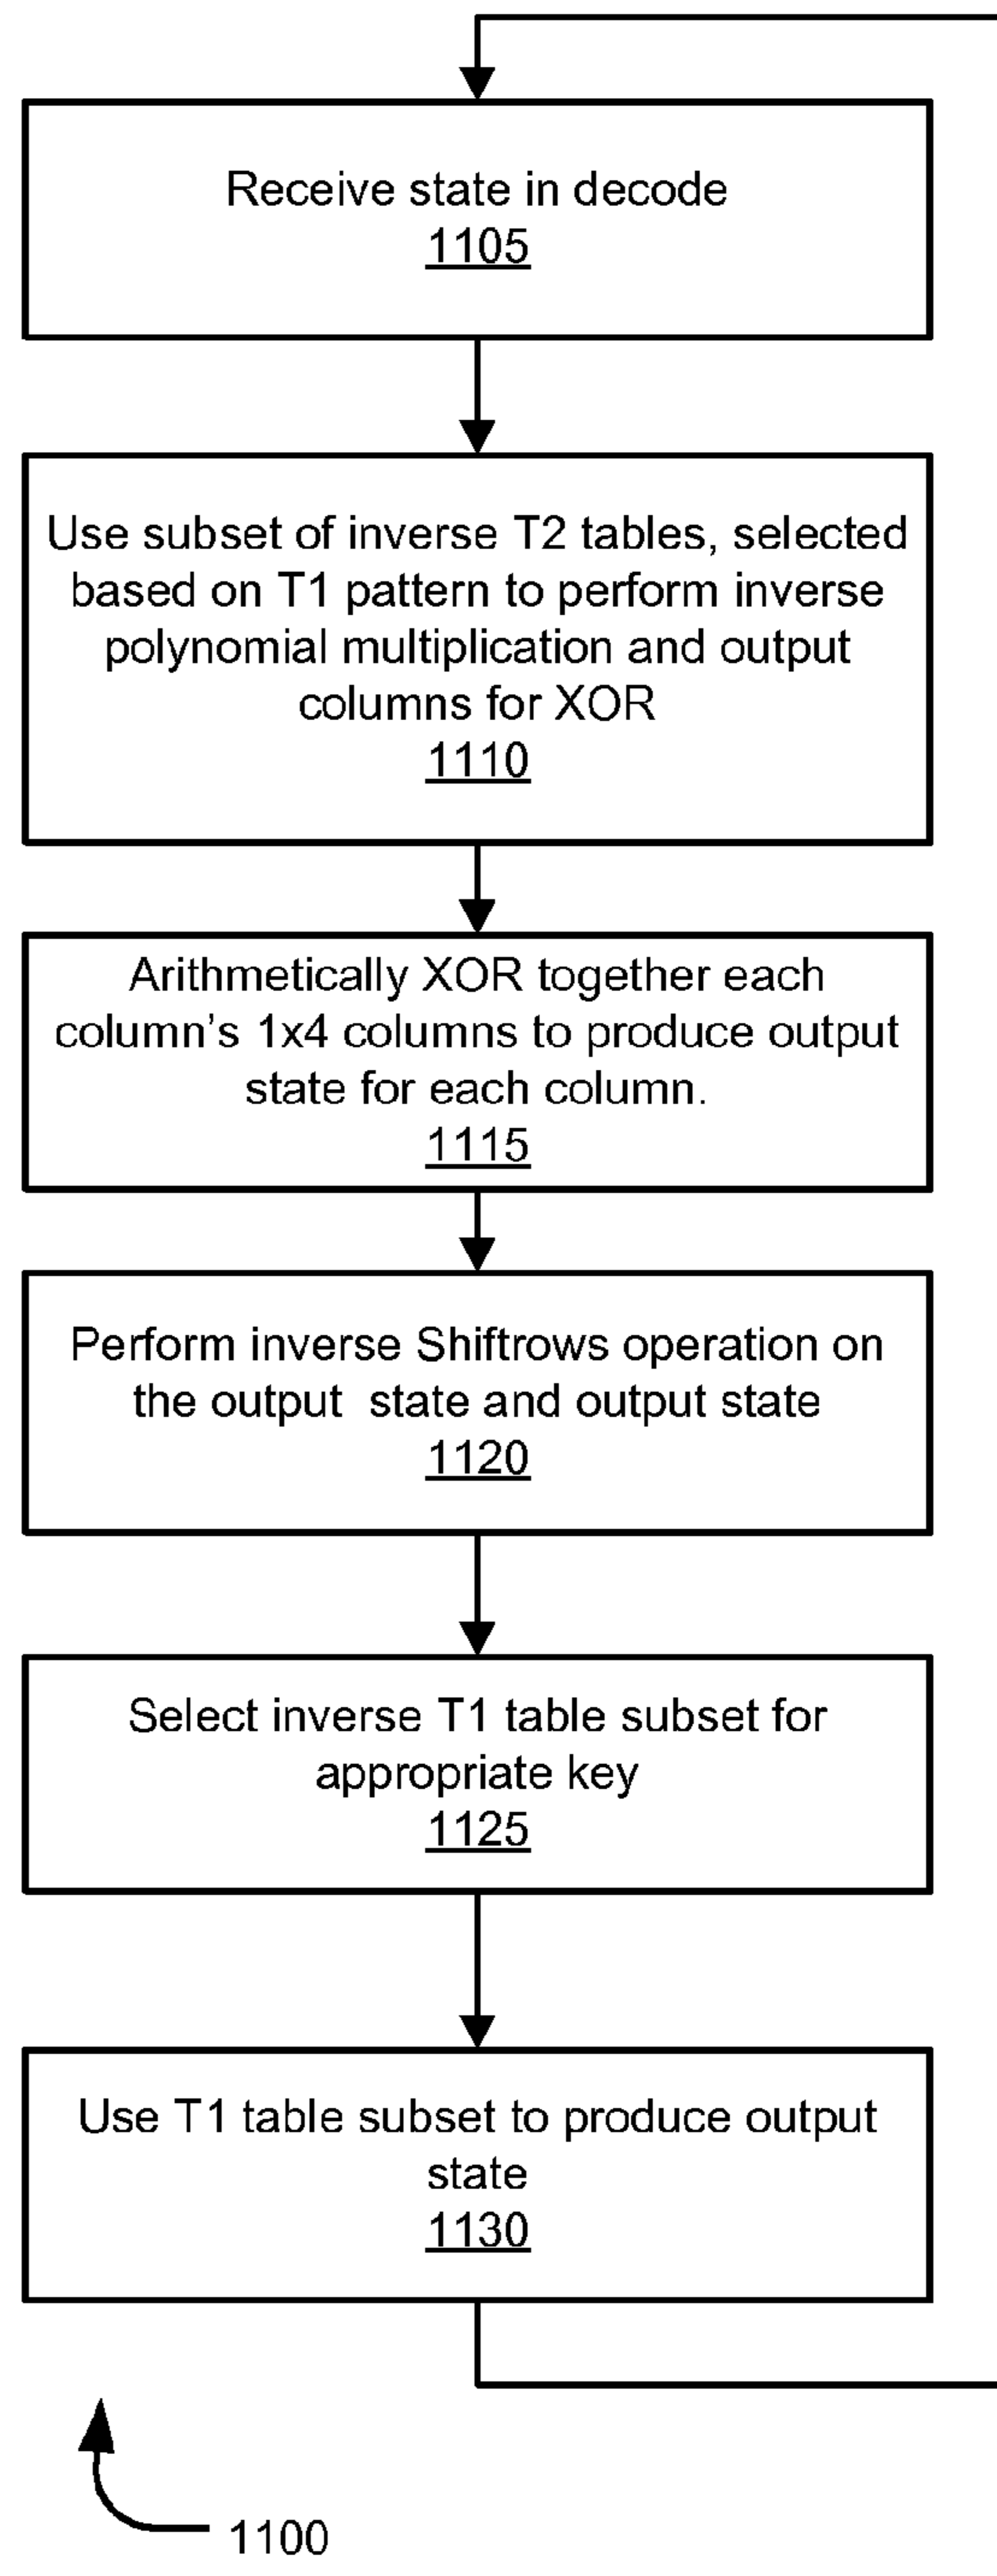 Receive state in decode
1105
Use subset of inverse T2 tables, selected
based on T1 pattern to perform inverse
polynomial multiplication and output
columns for XOR
1110
Arithmetically XOR together each
column's 1x4 columns to produce output
state for each column.
1115
Perform inverse Shiftrows operation on
the output  state and output state
1120
Select inverse T1 table subset for
appropriate key
1125
Use T1 table subset to produce output
state
1130
1100